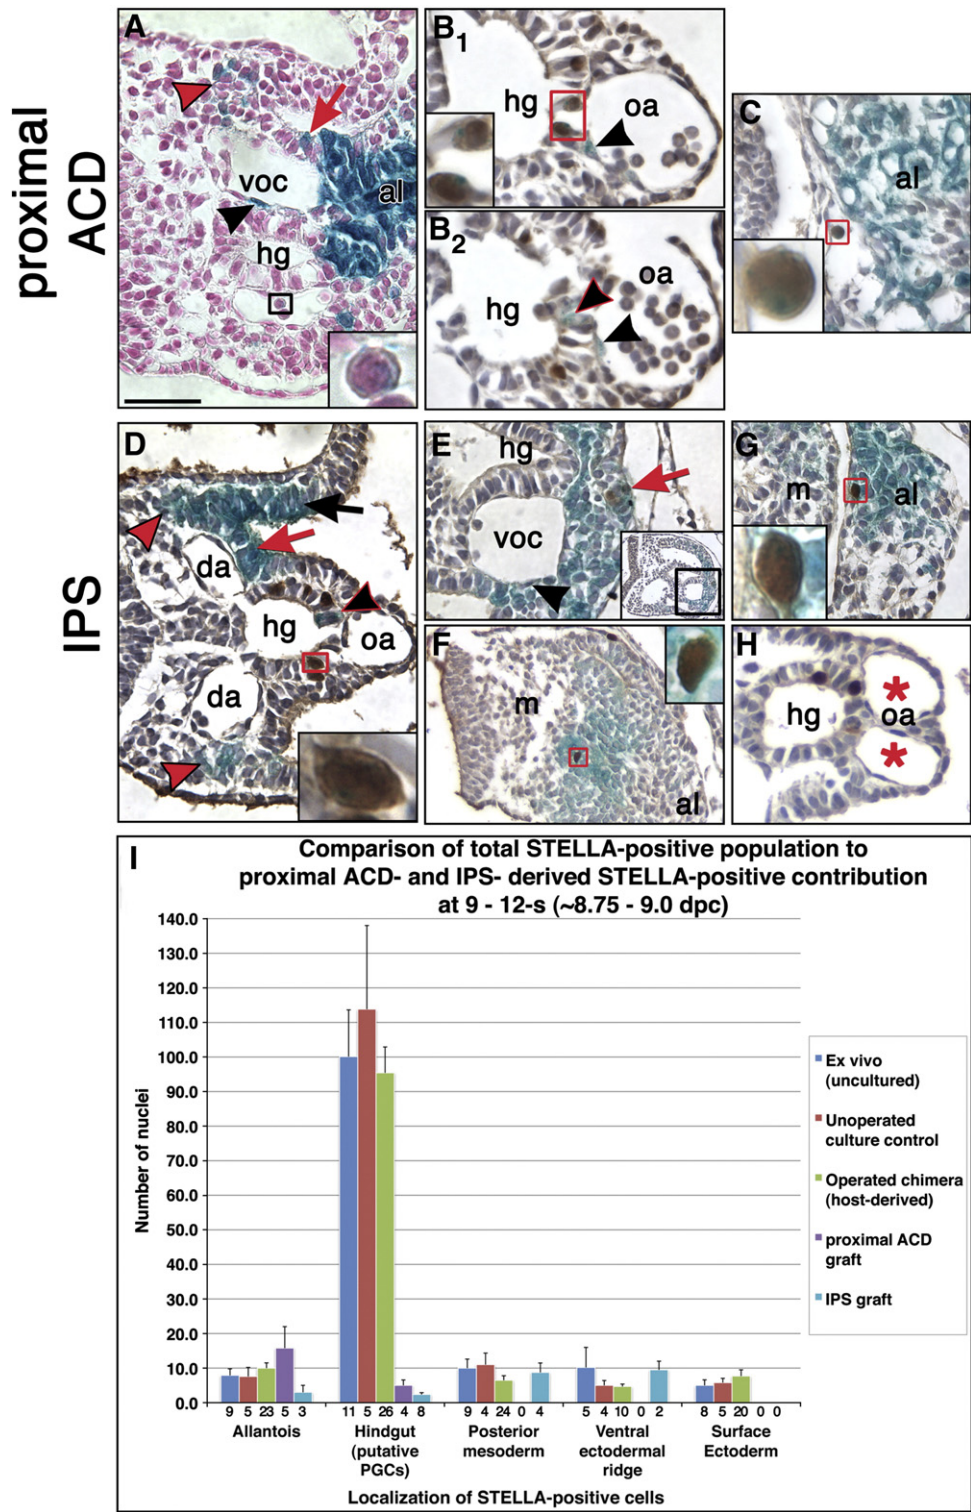 proximal
ACD
A
voc
al
hg
B1
hg
oa
B2
hg
oa
C
al
IPS
D
da
hg
oa
da
E
hg
voc
F
m
al
G
m
al
H
hg
oa
*
*
I
Comparison of total STELLA-positive population to
proximal ACD- and IPS- derived STELLA-positive contribution
at 9 - 12-s (~8.75 - 9.0 dpc)
Number of nuclei
140.0
130.0
120.0
110.0
100.0
90.0
80.0
70.0
60.0
50.0
40.0
30.0
20.0
10.0
0.0
9 5 23 5 3
11 5 26 4 8
9 4 24 0 4
5 4 10 0 2
8 5 20 0 0
Allantois
Hindgut
(putative
PGCs)
Posterior
mesoderm
Ventral
ectodermal
ridge
Surface
Ectoderm
Localization of STELLA-positive cells
Ex vivo
(uncultured)
Unoperated
culture control
Operated chimera
(host-derived)
proximal ACD
graft
IPS graft